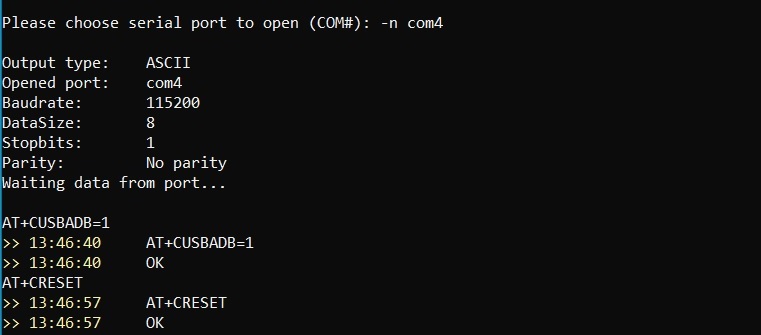 Please choose serial port to open (COM#): -n com4
Output type: ASCII
Opened port: com4
Baudrate: 115200
DataSize: 8
Stopbits: 1
Parity: No parity
Waiting data from port...
AT+CUSBADB=1
>> 13:46:40 AT+CUSBADB=1
>> 13:46:40 OK
AT+CRESET
>> 13:46:57 AT+CRESET
>> 13:46:57 OK